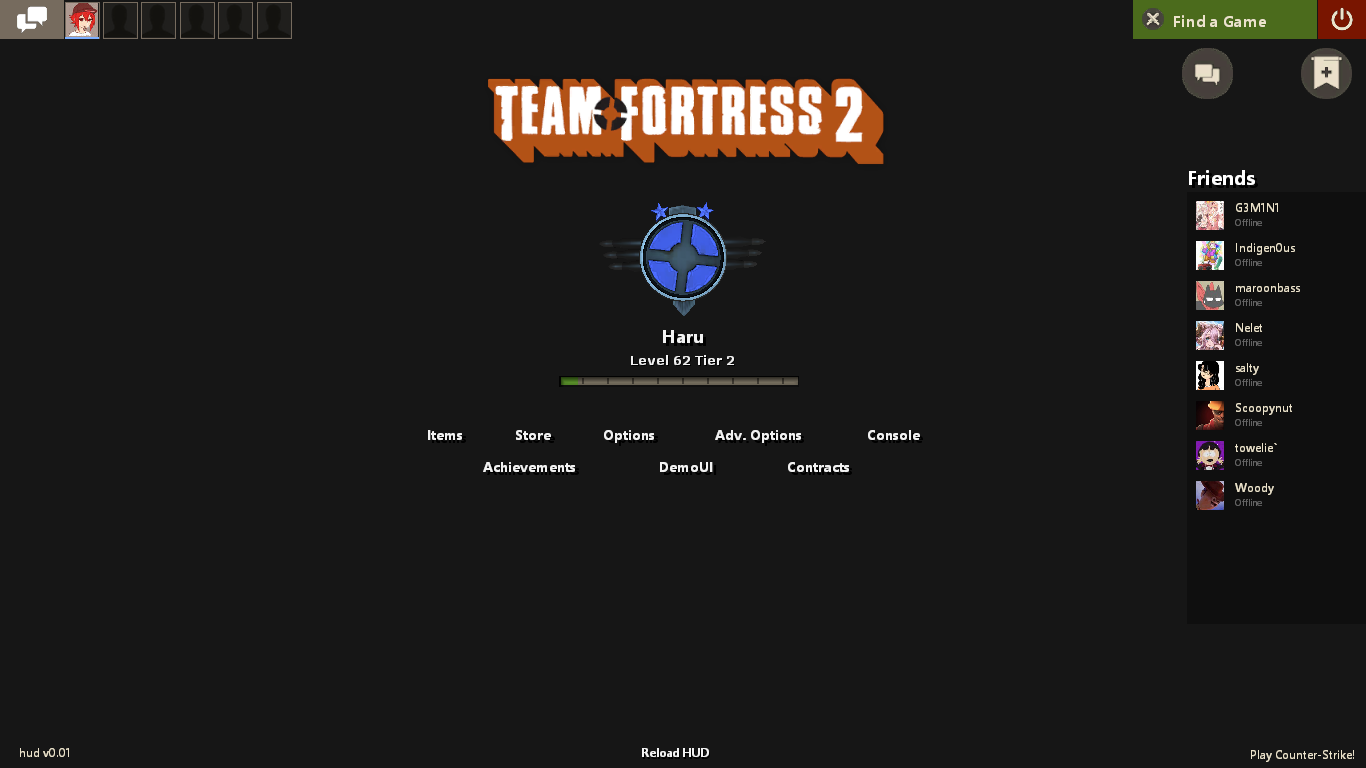 Find a Game
TEAM FORTRESS 2
Friends
G3M1N1
Offline
Indigen0us
Offline
maroonbass
Offline
Nelet
Offline
salty
Offline
Scoopynut
Offline
towelie`
Offline
Woody
Offline
Haru
Level 62 Tier 2
Items Store Options Adv. Options Console
Achievements DemoUI Contracts
hud v0.01
Reload HUD
Play Counter-Strike!